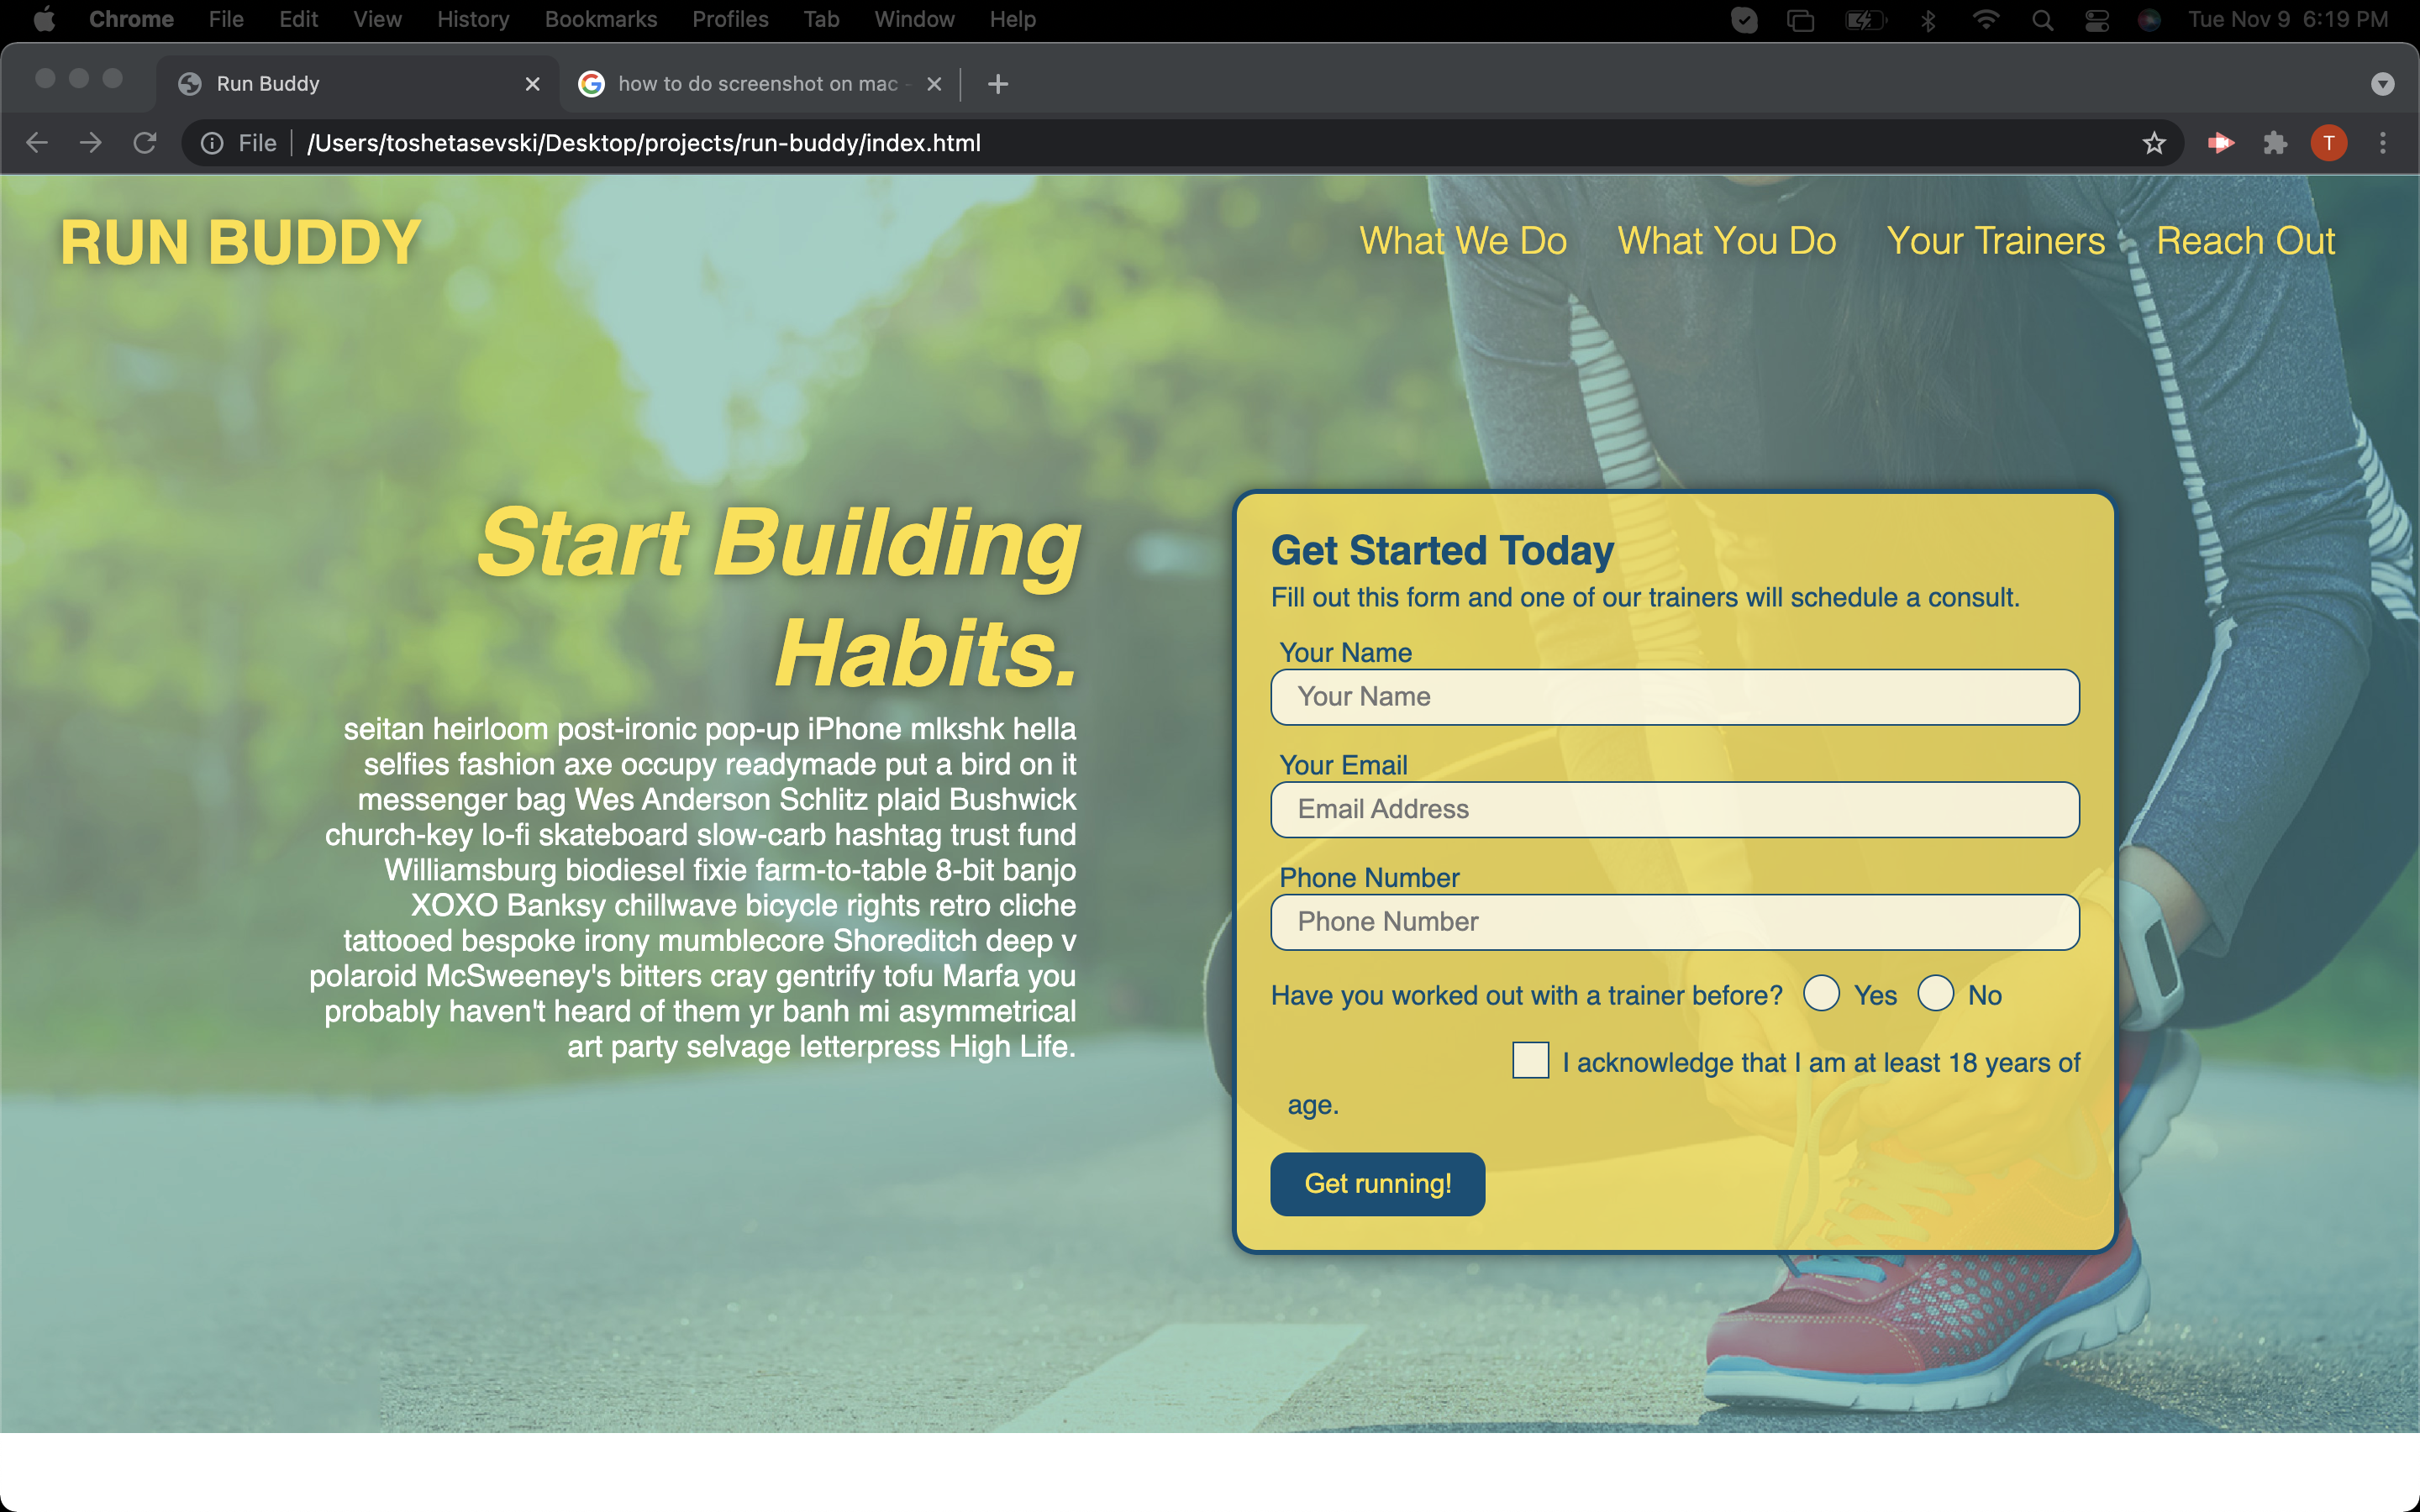 Chrome File Edit View History Bookmarks Profiles Tab Window Help Tue Nov 9 6:19 PM
Run Buddy how to do screenshot on mac -
File /Users/toshetasevski/Desktop/projects/run-buddy/index.html T
RUN BUDDY What We Do What You Do Your Trainers Reach Out
Start Building
Habits.
seitan heirloom post-ironic pop-up iPhone mlkshk hella
selfies fashion axe occupy readymade put a bird on it
messenger bag Wes Anderson Schlitz plaid Bushwick
church-key lo-fi skateboard slow-carb hashtag trust fund
Williamsburg biodiesel fixie farm-to-table 8-bit banjo
XOXO Banksy chillwave bicycle rights retro cliche
tattooed bespoke irony mumblecore Shoreditch deep v
polaroid McSweeney's bitters cray gentrify tofu Marfa you
probably haven't heard of them yr banh mi asymmetrical
art party selvage letterpress High Life.
Get Started Today
Fill out this form and one of our trainers will schedule a consult.
Your Name
Your Name
Your Email
Email Address
Phone Number
Phone Number
Have you worked out with a trainer before? Yes No
I acknowledge that I am at least 18 years of
age.
Get running!